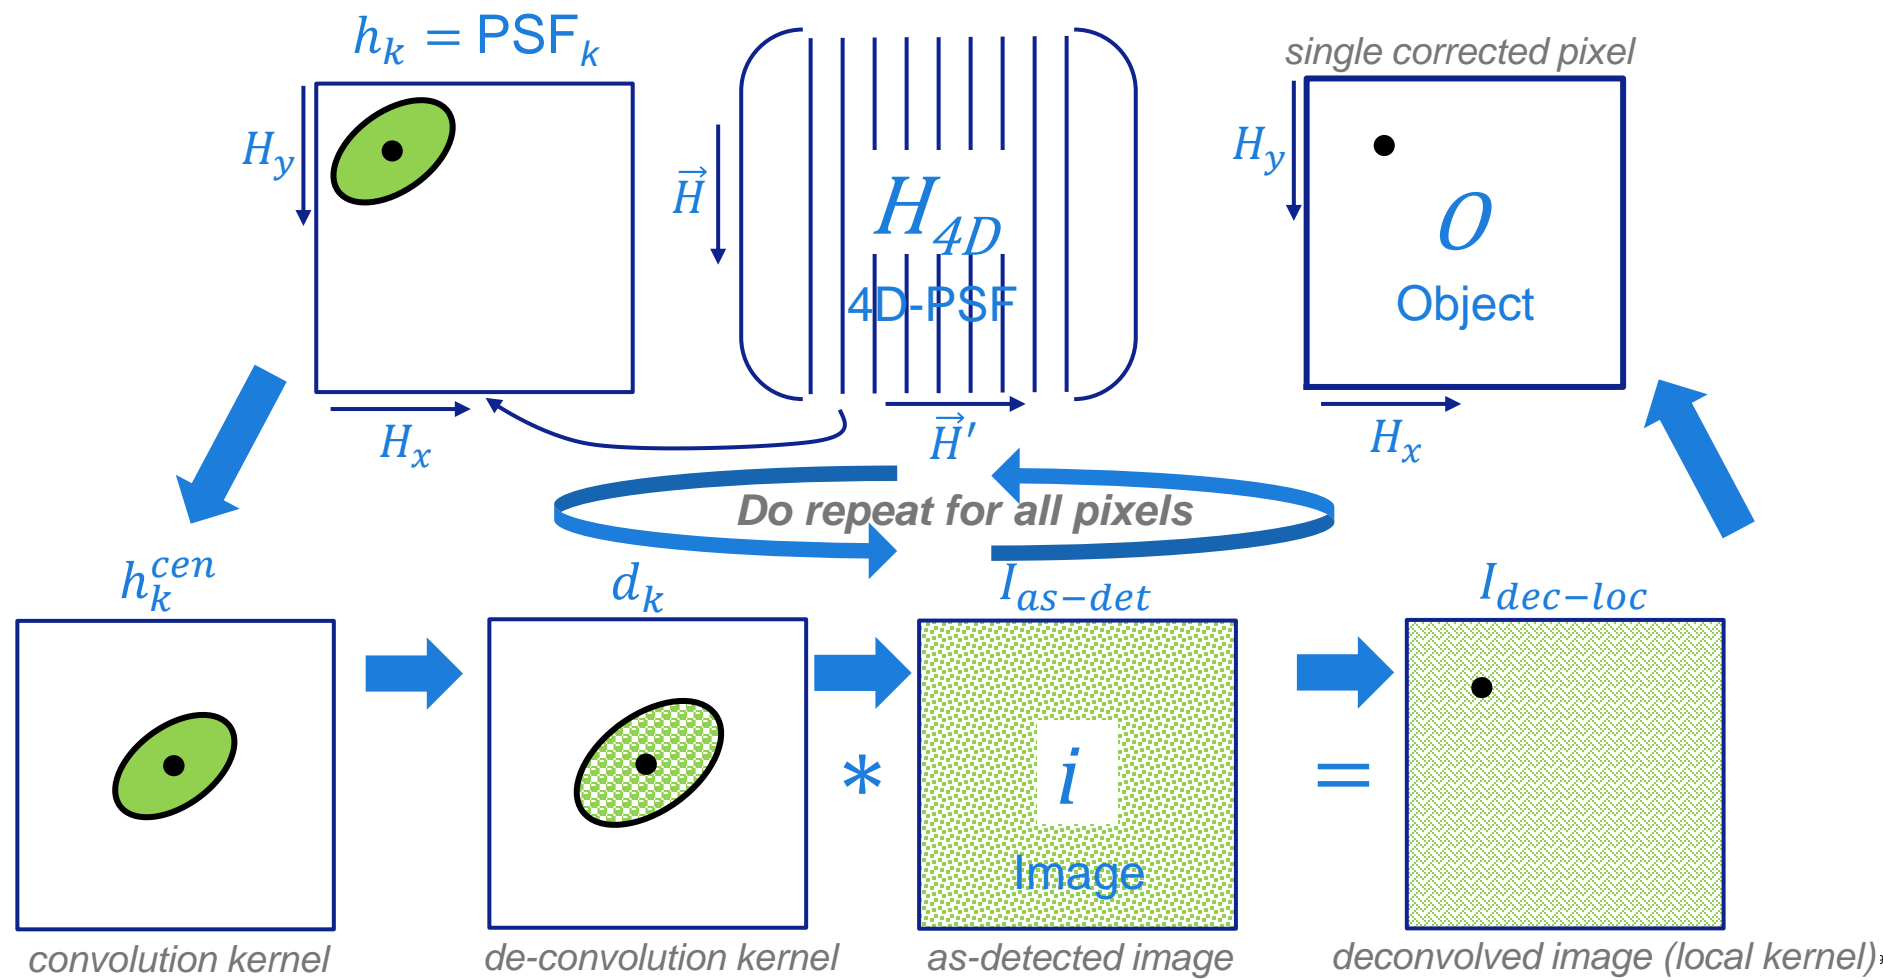 h_k = PSF_k
single corrected pixel
H_y
H⃗
H_4D
4D-PSF
H_y
O
Object
H_x
H⃗′
H_x
Do repeat for all pixels
h_k^cen
d_k
I_as−det
I_dec−loc
*
i
=
Image
convolution kernel
de-convolution kernel
as-detected image
deconvolved image (local kernel)